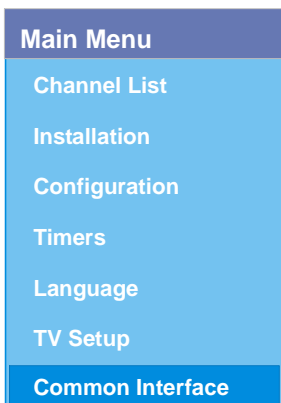 Main Menu
Channel List
Installation
Configuration
Timers
Language
TV Setup
Common Interface